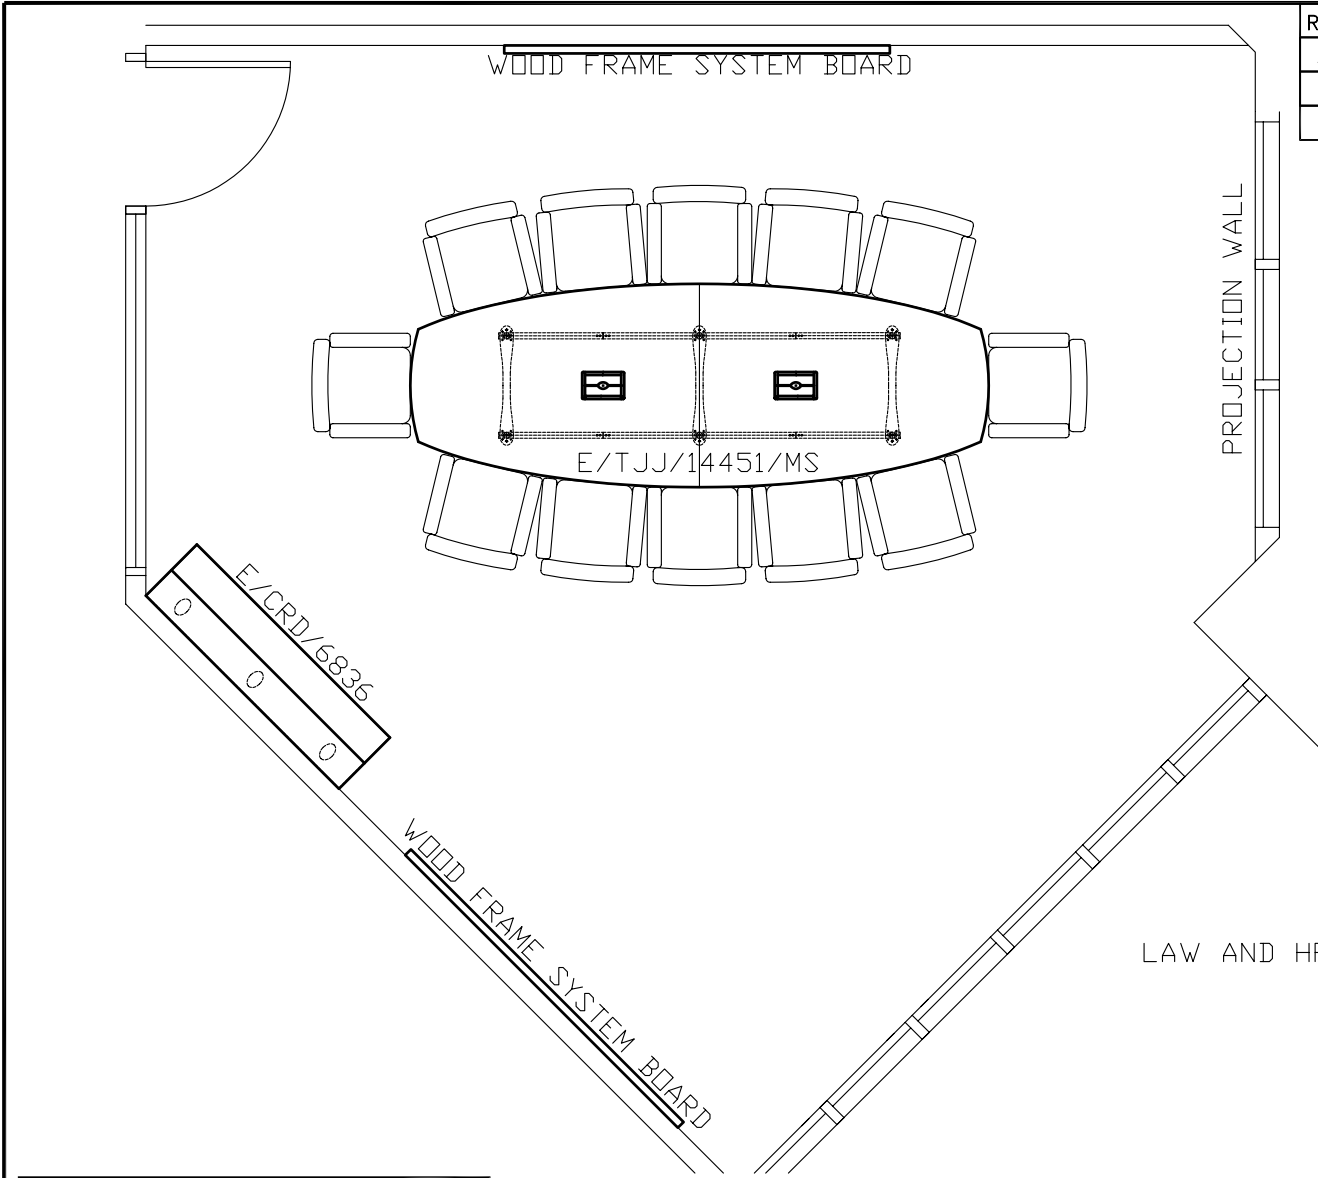 R
WOOD FRAME SYSTEM BOARD
PROJECTION WALL
E/TJJ/14451/MS
E/CRD/6836
WOOD FRAME SYSTEM BOARD
LAW AND